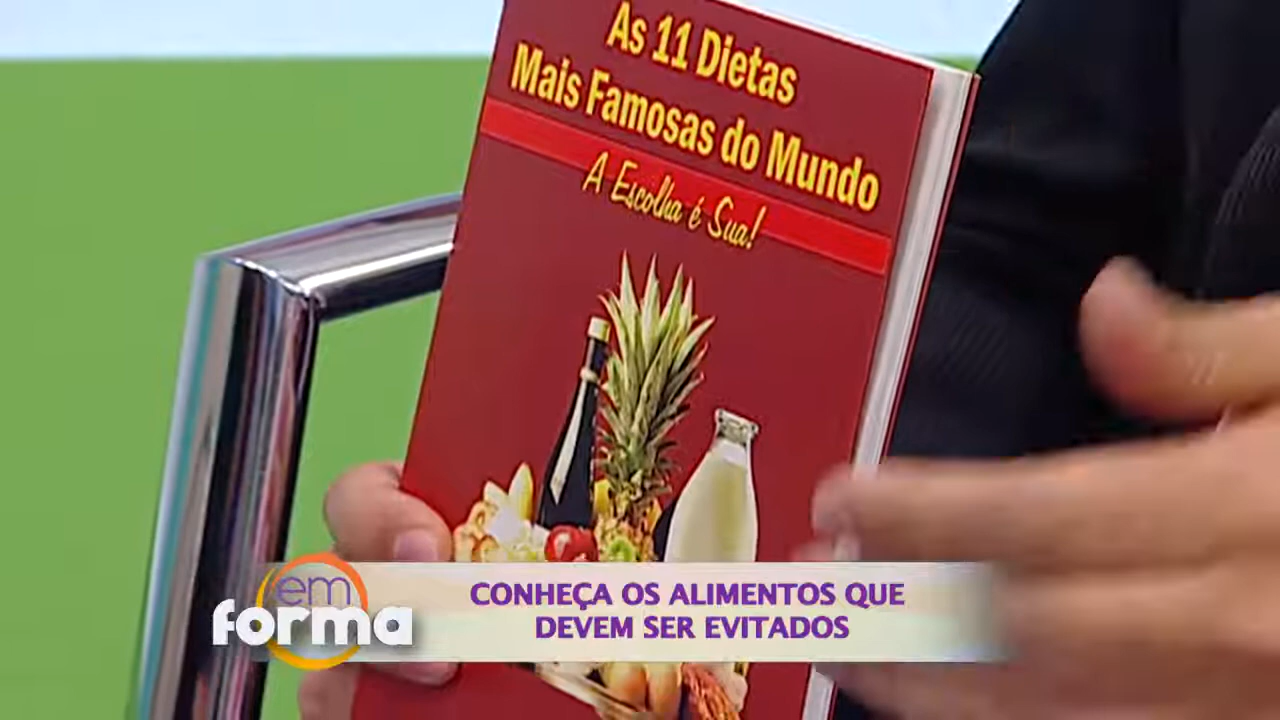 As 11 Dietas
Mais Famosas do Mundo
A Escolha é Sua!
em
forma
CONHEÇA OS ALIMENTOS QUE
DEVEM SER EVITADOS